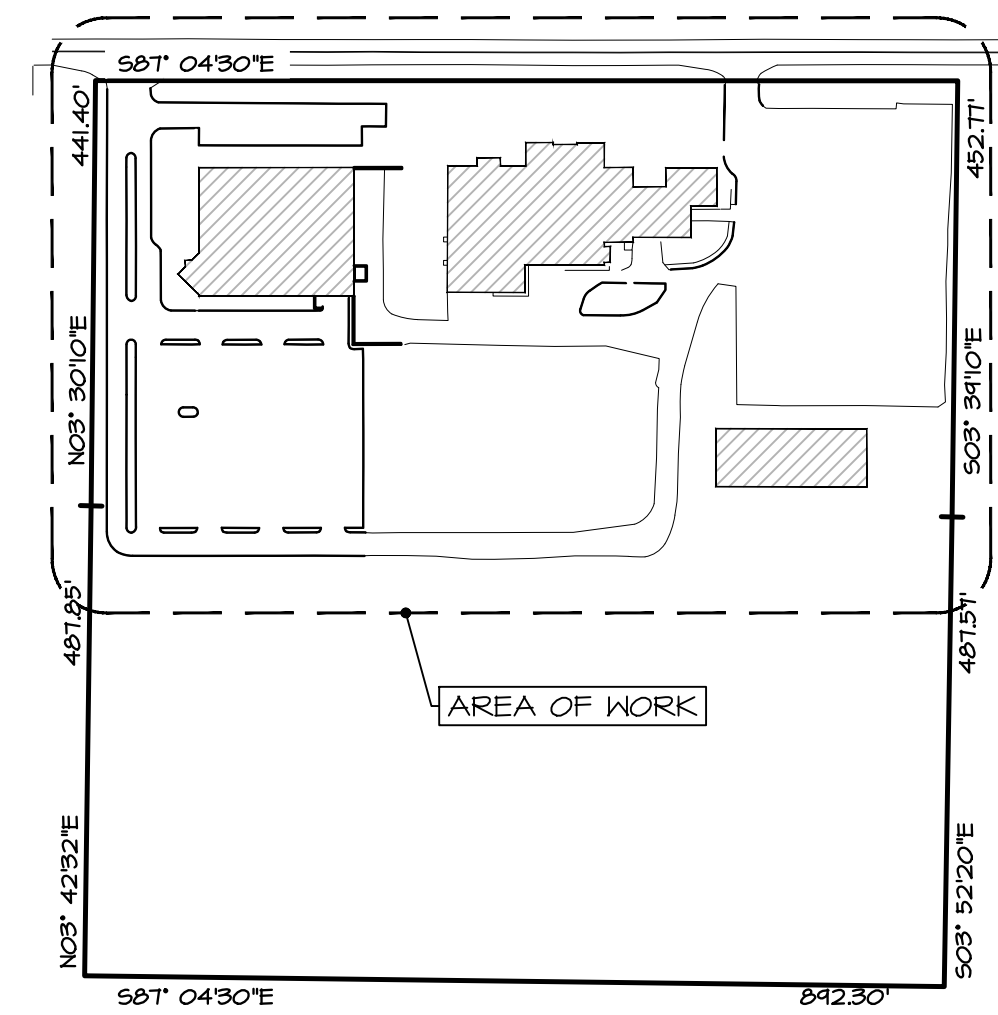 S87° 04'30"E
441.40'
452.77'
N03° 30'10"E
S03° 39'10"E
487.85'
487.57'
AREA OF WORK
N03° 42'32"E
S03° 52'20"E
S87° 04'30"E
892.30'